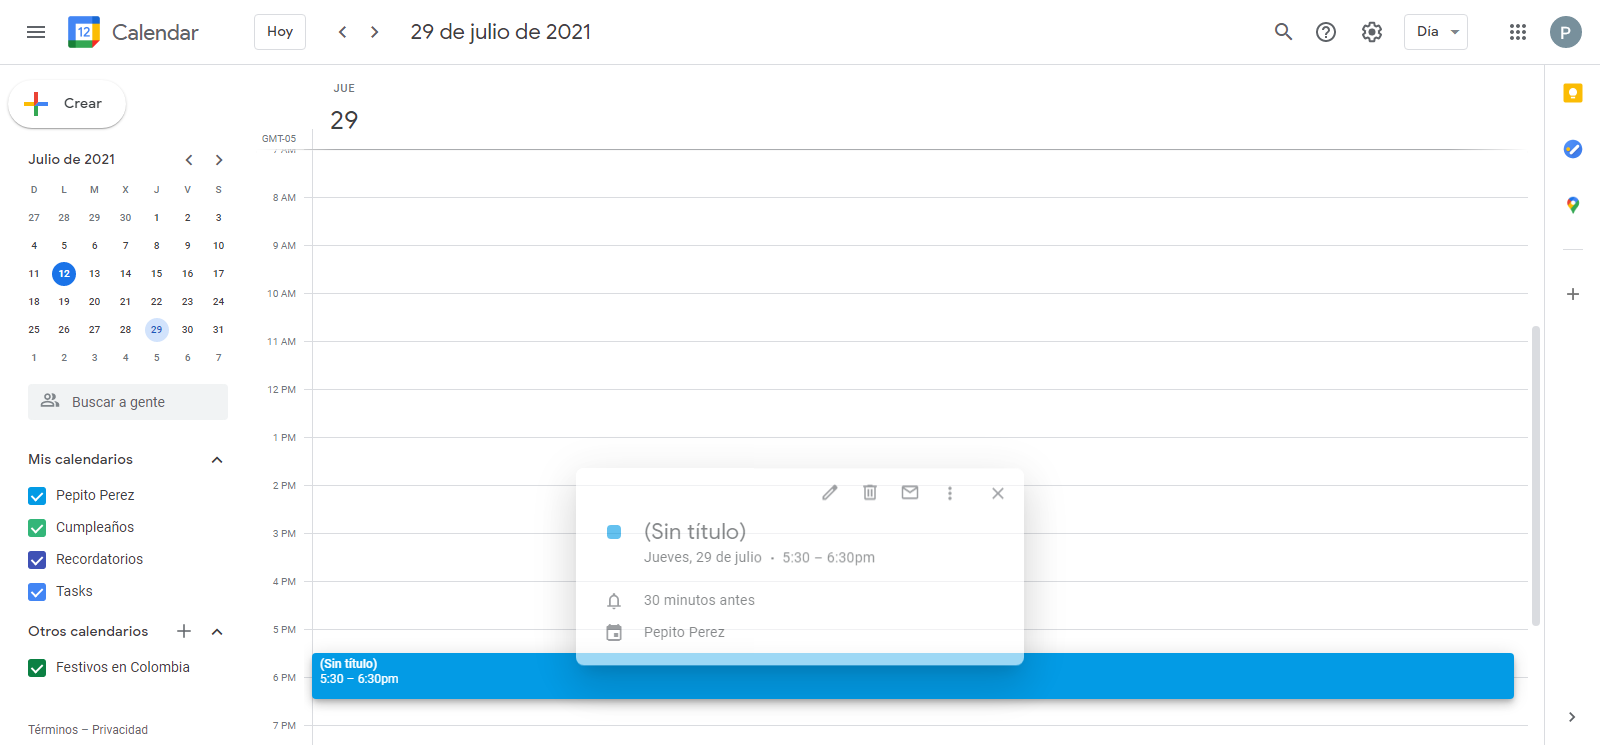 12 Calendar
Hoy
29 de julio de 2021
Día
P
Crear
JUE
29
GMT-05
Julio de 2021
D L M X J V S
27 28 29 30 1 2 3
4 5 6 7 8 9 10
11 12 13 14 15 16 17
18 19 20 21 22 23 24
25 26 27 28 29 30 31
1 2 3 4 5 6 7
Buscar a gente
Mis calendarios
Pepito Perez
Cumpleaños
Recordatorios
Tasks
Otros calendarios
Festivos en Colombia
Términos – Privacidad
7 AM
8 AM
9 AM
10 AM
11 AM
12 PM
1 PM
2 PM
3 PM
4 PM
5 PM
6 PM
7 PM
(Sin título)
Jueves, 29 de julio • 5:30 – 6:30pm
30 minutos antes
Pepito Perez
(Sin título)
5:30 – 6:30pm